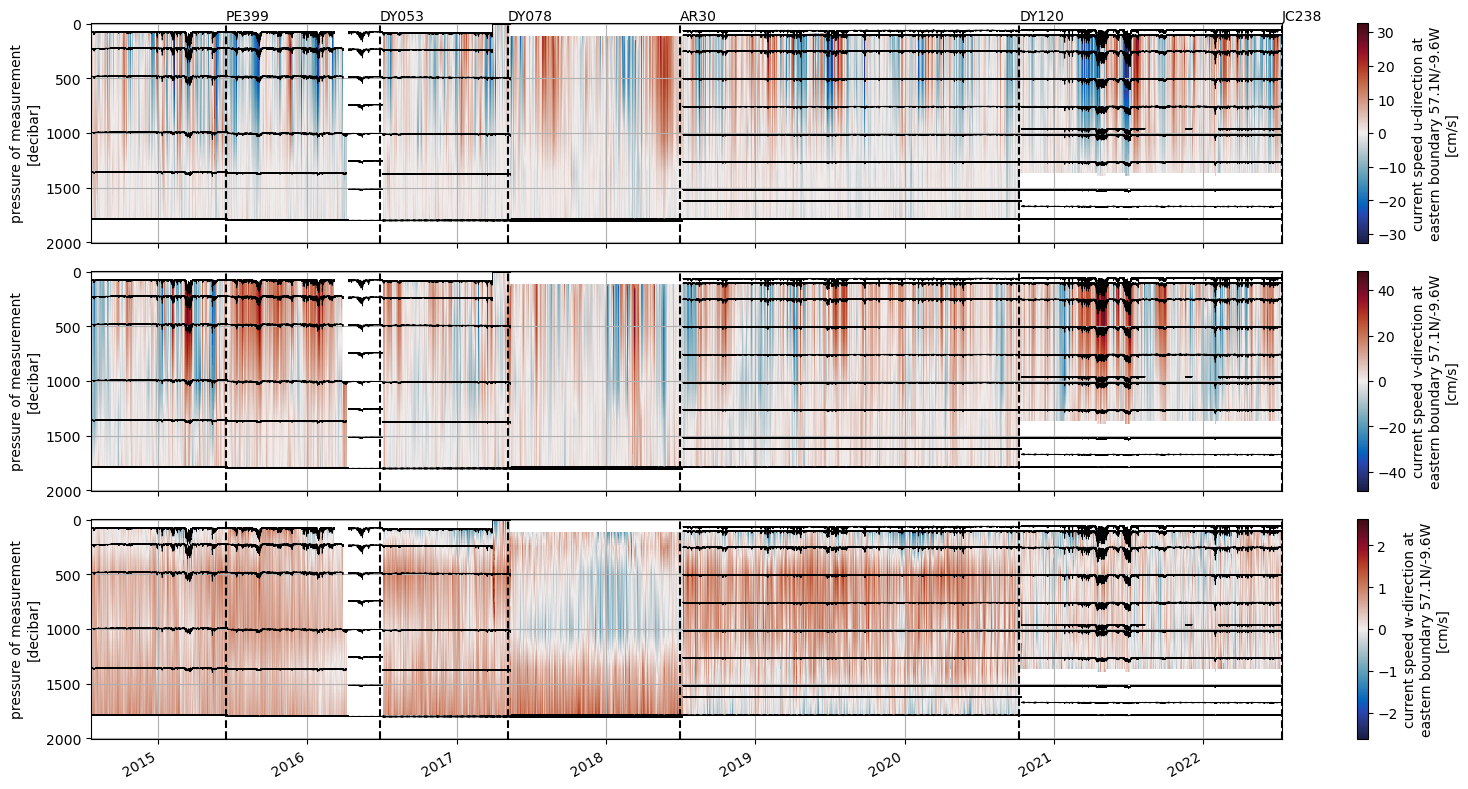 PE399 DY053 DY078 AR30 DY120 JC238
0
500
1000
1500
2000
pressure of measurement
[decibar]
30
20
10
0
−10
−20
−30
current speed u-direction at
eastern boundary 57.1N/-9.6W
[cm/s]
0
500
1000
1500
2000
pressure of measurement
[decibar]
40
20
0
−20
−40
current speed v-direction at
eastern boundary 57.1N/-9.6W
[cm/s]
0
500
1000
1500
2000
pressure of measurement
[decibar]
2
1
0
−1
−2
current speed w-direction at
eastern boundary 57.1N/-9.6W
[cm/s]
2015 2016 2017 2018 2019 2020 2021 2022